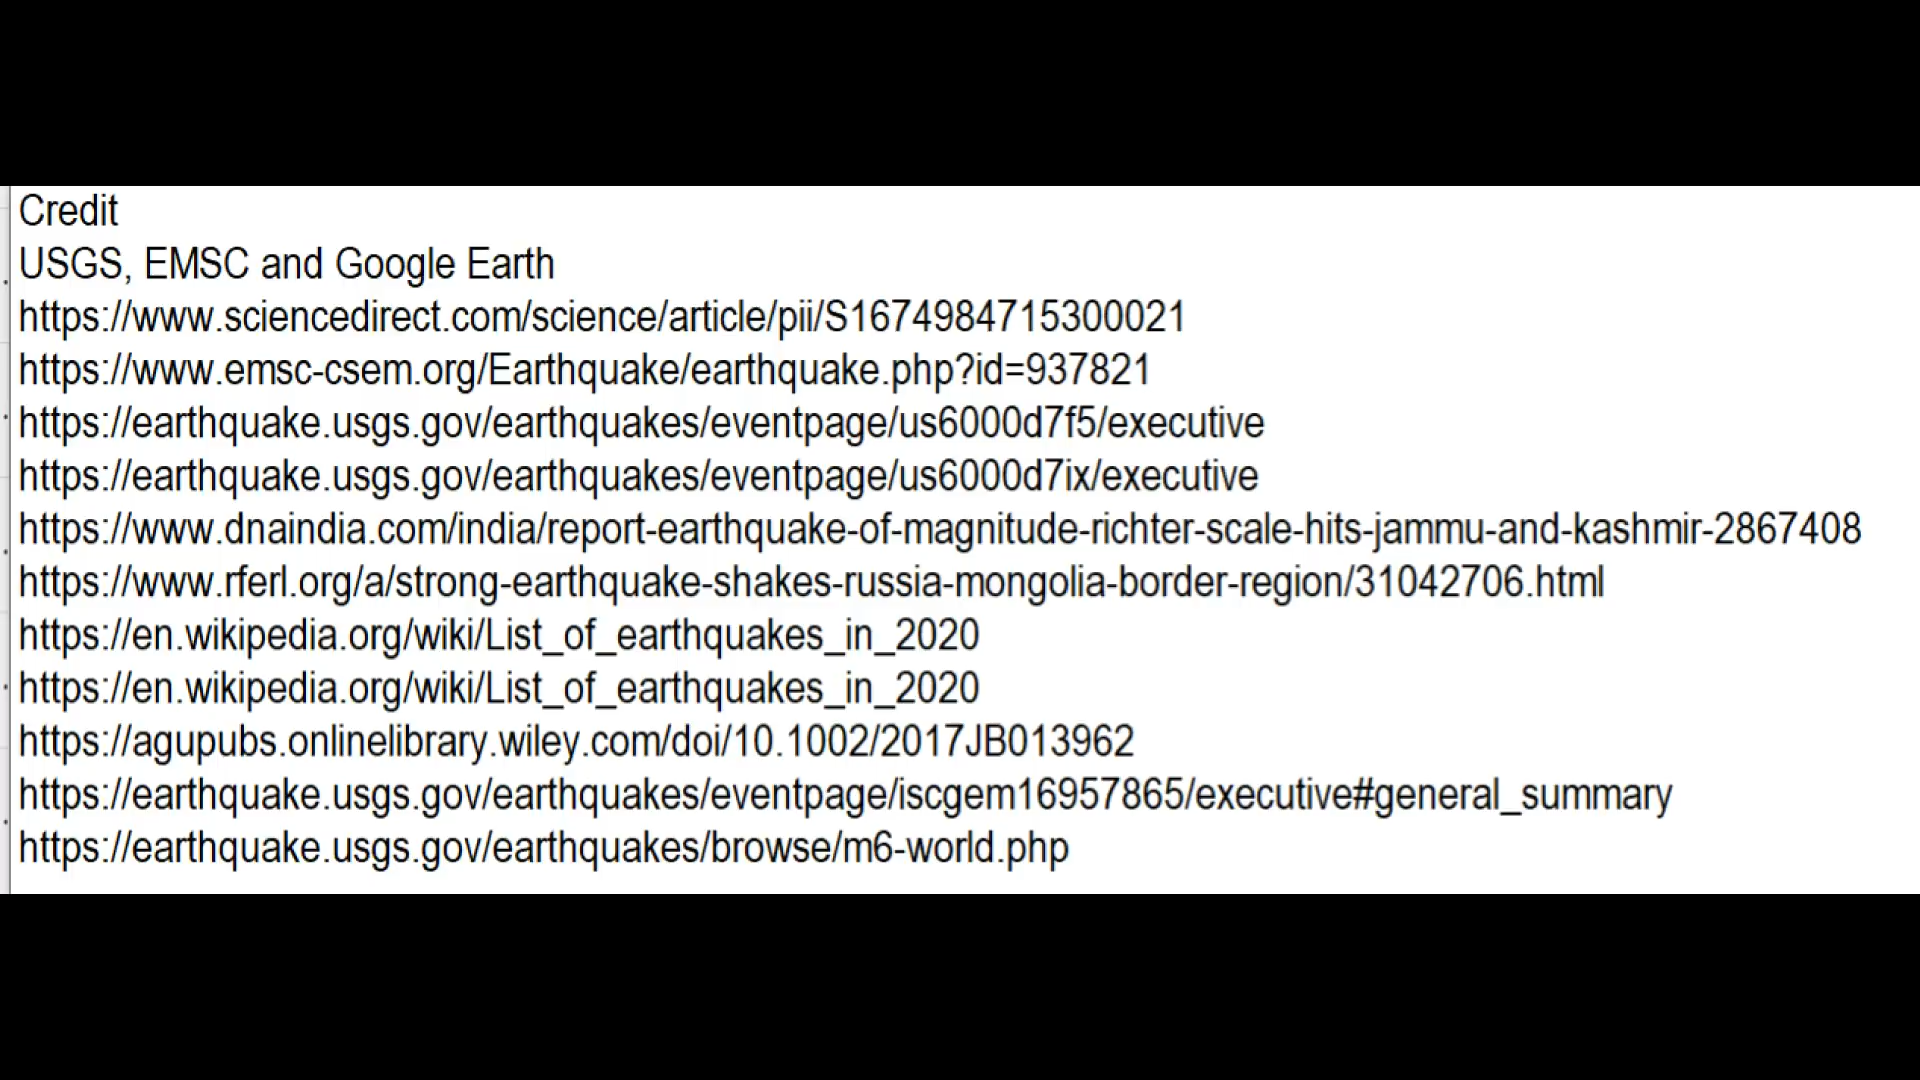 Credit
USGS, EMSC and Google Earth
https://www.sciencedirect.com/science/article/pii/S1674984715300021
https://www.emsc-csem.org/Earthquake/earthquake.php?id=937821
https://earthquake.usgs.gov/earthquakes/eventpage/us6000d7f5/executive
https://earthquake.usgs.gov/earthquakes/eventpage/us6000d7ix/executive
https://www.dnaindia.com/india/report-earthquake-of-magnitude-richter-scale-hits-jammu-and-kashmir-2867408
https://www.rferl.org/a/strong-earthquake-shakes-russia-mongolia-border-region/31042706.html
https://en.wikipedia.org/wiki/List_of_earthquakes_in_2020
https://en.wikipedia.org/wiki/List_of_earthquakes_in_2020
https://agupubs.onlinelibrary.wiley.com/doi/10.1002/2017JB013962
https://earthquake.usgs.gov/earthquakes/eventpage/iscgem16957865/executive#general_summary
https://earthquake.usgs.gov/earthquakes/browse/m6-world.php